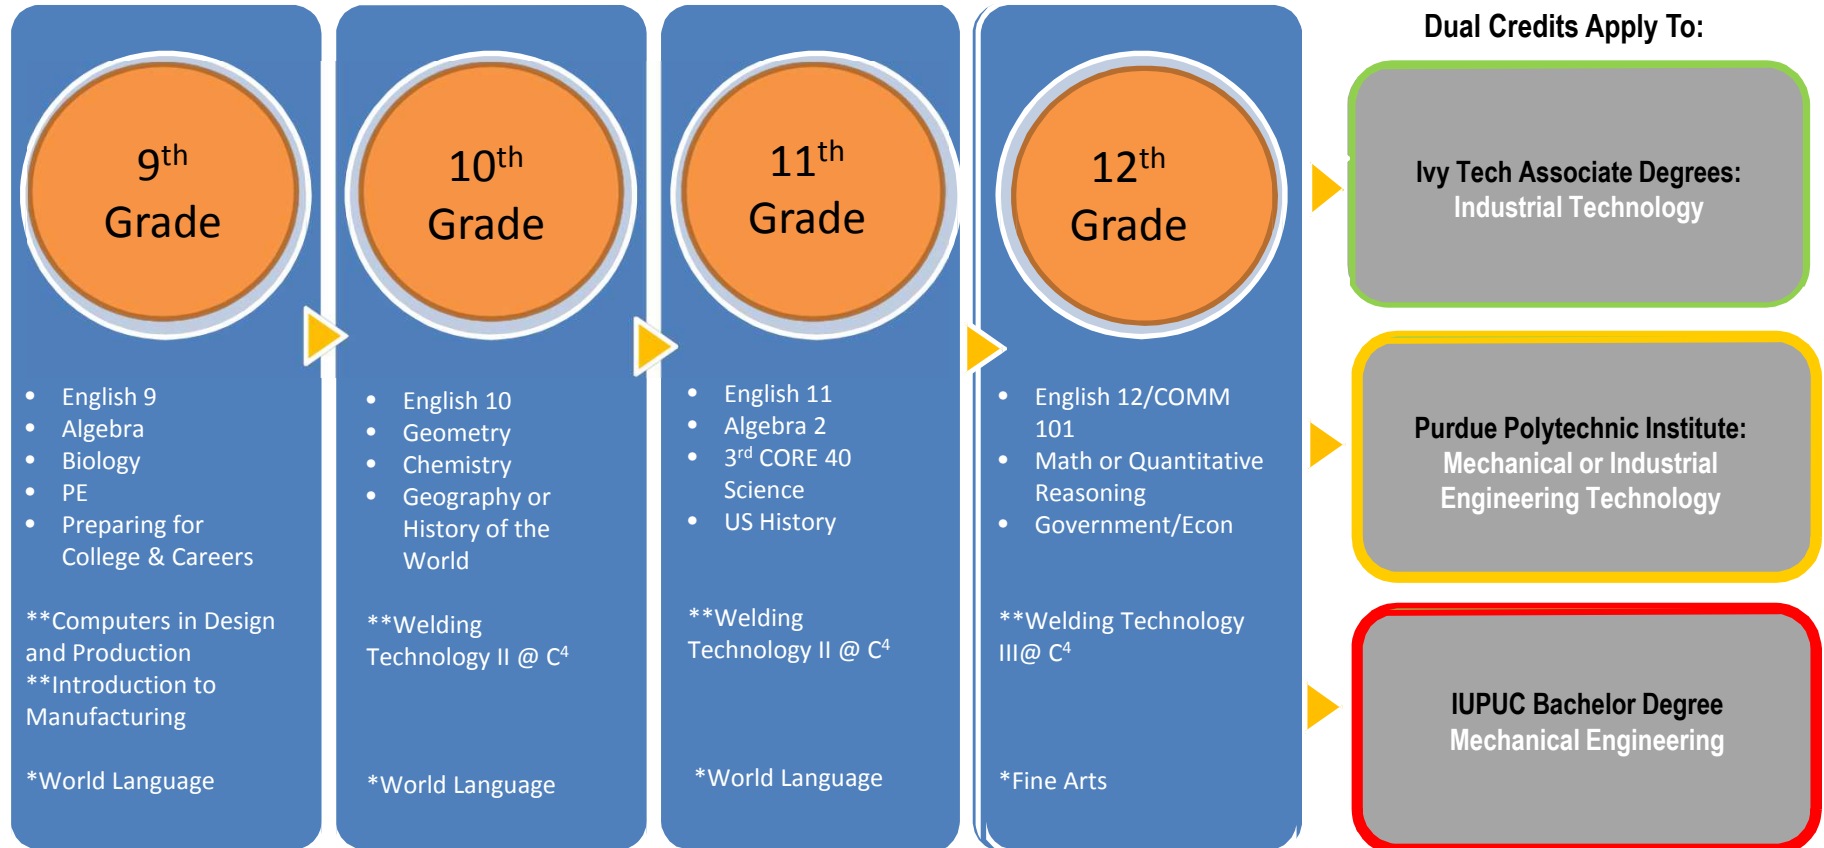 9th
Grade
• English 9
• Algebra
• Biology
• PE
• Preparing for
College & Careers
**Computers in Design
and Production
**Introduction to
Manufacturing
*World Language
10th
Grade
• English 10
• Geometry
• Chemistry
• Geography or
History of the
World
**Welding
Technology II @ C4
*World Language
11th
Grade
• English 11
• Algebra 2
• 3rd CORE 40
Science
• US History
**Welding
Technology II @ C4
*World Language
12th
Grade
• English 12/COMM
101
• Math or Quantitative
Reasoning
• Government/Econ
**Welding Technology
III@ C4
*Fine Arts
Dual Credits Apply To:
Ivy Tech Associate Degrees:
Industrial Technology
Purdue Polytechnic Institute:
Mechanical or Industrial
Engineering Technology
IUPUC Bachelor Degree
Mechanical Engineering